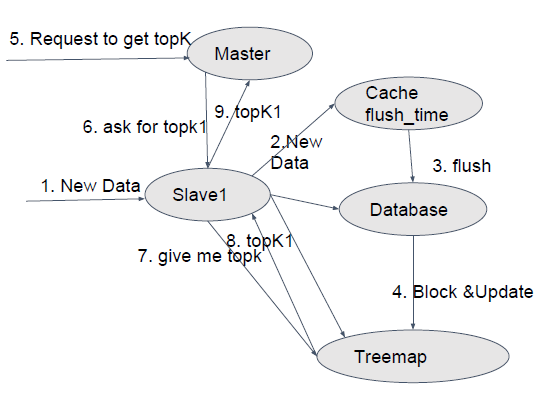 5. Request to get topK
Master
Cache
flush_time
9. topK1
6. ask for topk1
2.New
Data
3. flush
1. New Data
Slave1
Database
8. topK1
7. give me topk
4. Block &Update
Treemap